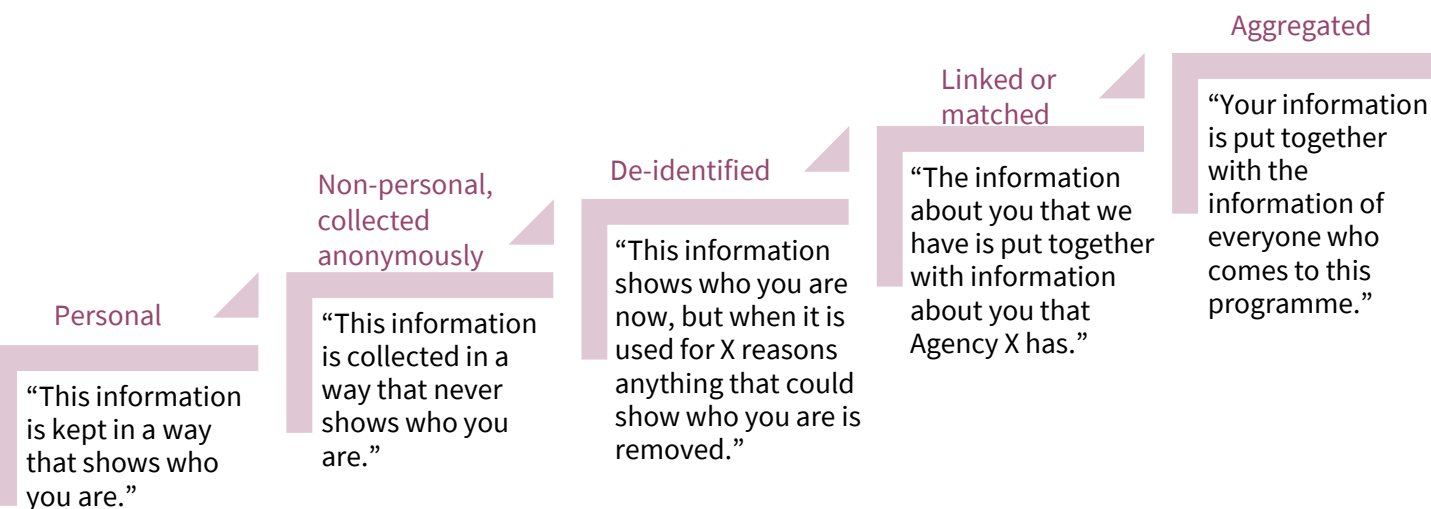 Personal
“This information
is kept in a way
that shows who
you are.”
Non-personal,
collected
anonymously
“This information
is collected in a
way that never
shows who you
are.”
De-identified
“This information
shows who you are
now, but when it is
used for X reasons
anything that could
show who you are is
removed.”
Linked or
matched
“The information
about you that we
have is put together
with information
about you that
Agency X has.”
Aggregated
“Your information
is put together
with the
information of
everyone who
comes to this
programme.”